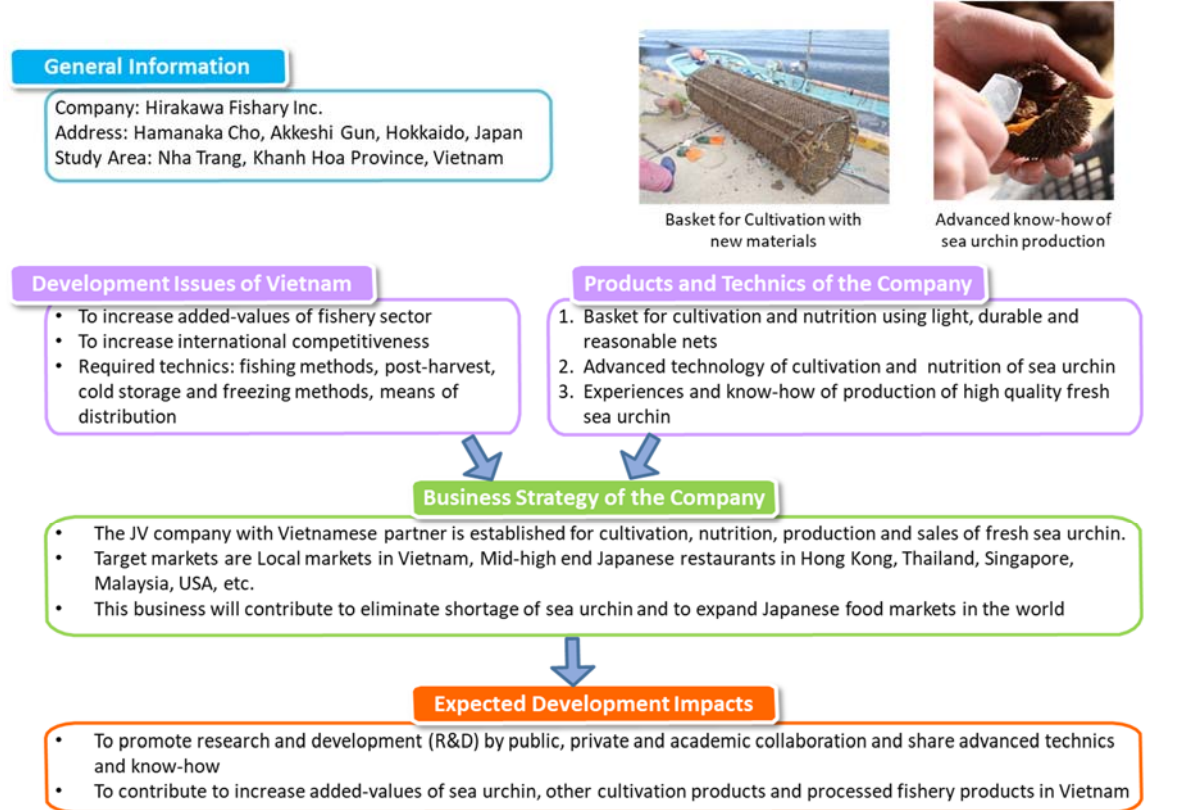 General Information
Company: Hirakawa Fishary Inc.
Address: Hamanaka Cho, Akkeshi Gun, Hokkaido, Japan
Study Area: Nha Trang, Khanh Hoa Province, Vietnam
Basket for Cultivation with
new materials
Advanced know-how of
sea urchin production
Development Issues of Vietnam
• To increase added-values of fishery sector
• To increase international competitiveness
• Required technics: fishing methods, post-harvest,
cold storage and freezing methods, means of
distribution
Products and Technics of the Company
1. Basket for cultivation and nutrition using light, durable and
reasonable nets
2. Advanced technology of cultivation and nutrition of sea urchin
3. Experiences and know-how of production of high quality fresh
sea urchin
Business Strategy of the Company
• The JV company with Vietnamese partner is established for cultivation, nutrition, production and sales of fresh sea urchin.
• Target markets are Local markets in Vietnam, Mid-high end Japanese restaurants in Hong Kong, Thailand, Singapore,
Malaysia, USA, etc.
• This business will contribute to eliminate shortage of sea urchin and to expand Japanese food markets in the world
Expected Development Impacts
• To promote research and development (R&D) by public, private and academic collaboration and share advanced technics
and know-how
• To contribute to increase added-values of sea urchin, other cultivation products and processed fishery products in Vietnam